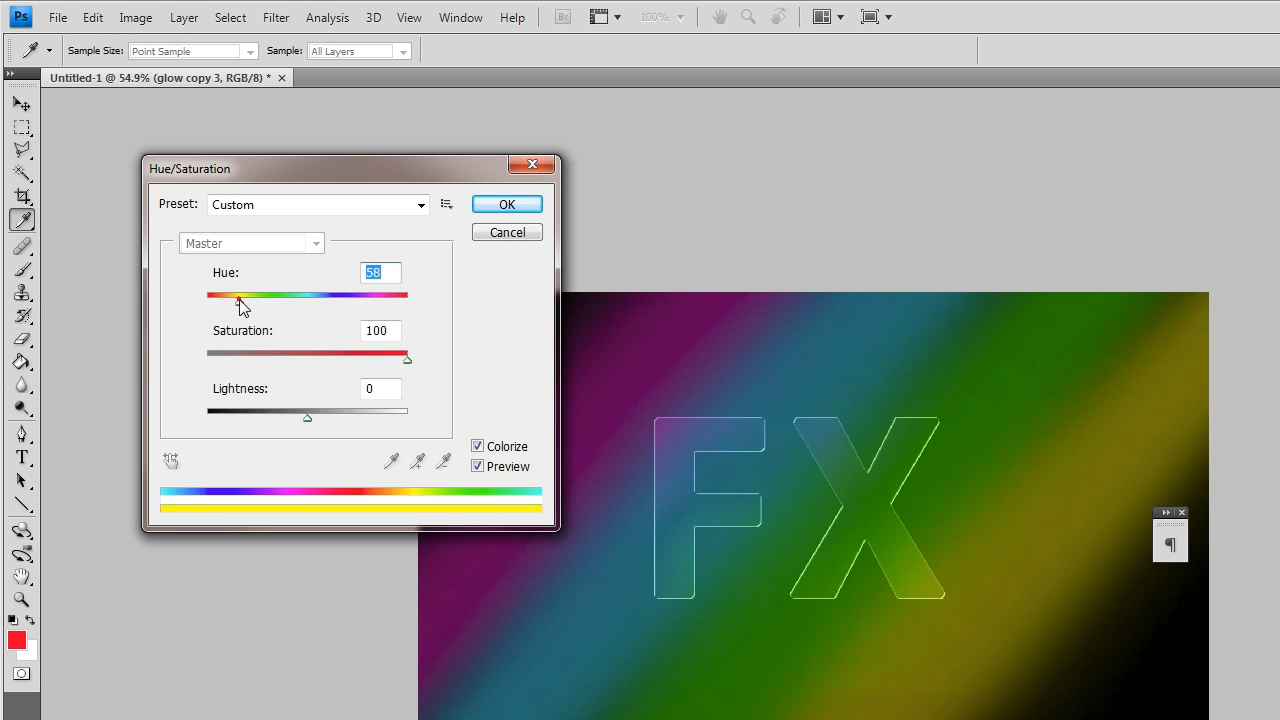 Ps File Edit Image Layer Select Filter Analysis 3D View Window Help Br 100%
Sample Size: Point Sample Sample: All Layers
Untitled-1 @ 54.9% (glow copy 3, RGB/8) *
Hue/Saturation
Preset: Custom OK
Cancel
Master
Hue: 58
Saturation: 100
Lightness: 0
Colorize
Preview
FX
T
¶